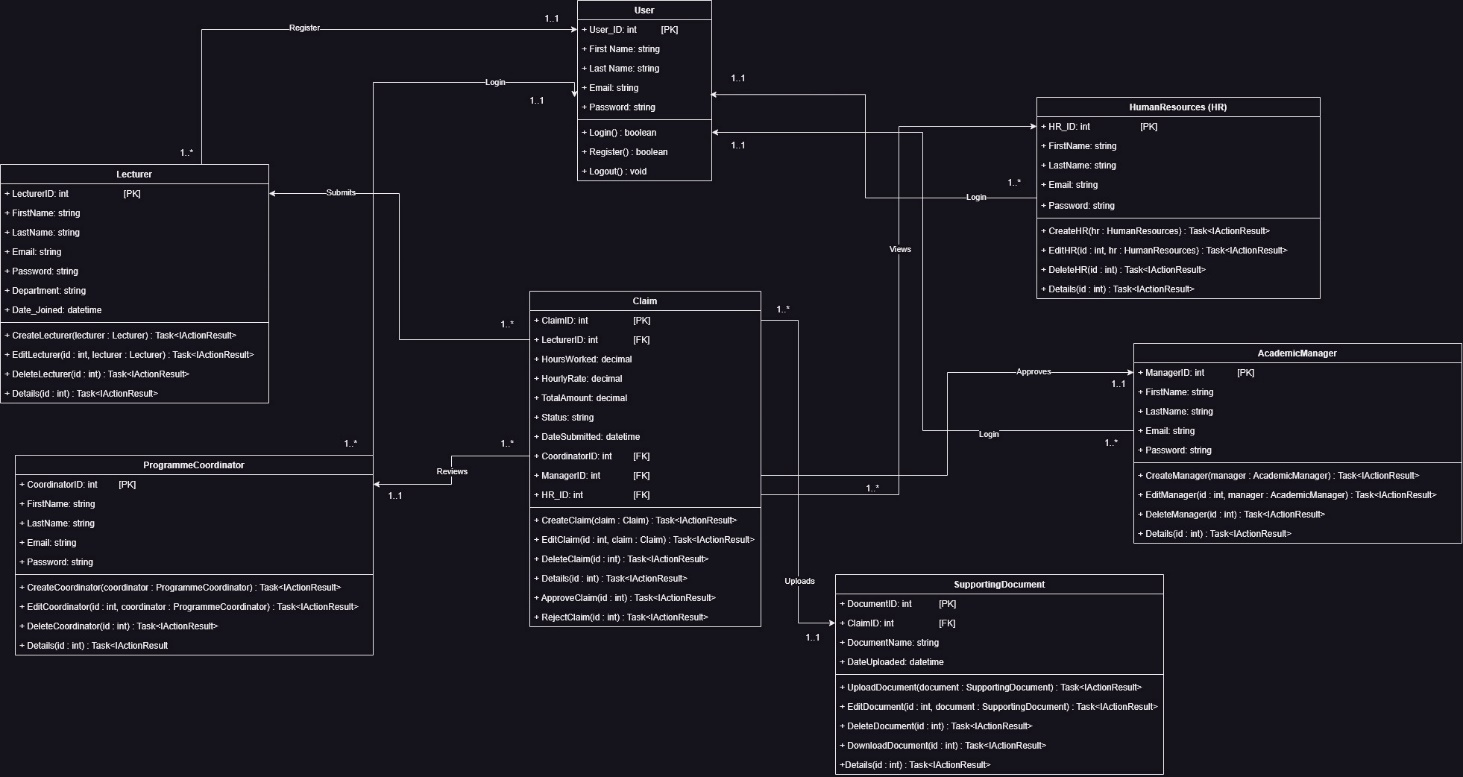 User
+ User_ID: int [PK]
+ First Name: string
+ Last Name: string
+ Email: string
+ Password: string
+ Login() : boolean
+ Register() : boolean
+ Logout() : void
Register
1..1
1..*
Login
1..1
1..*
1..1
1..1
Lecturer
+ LecturerID: int [PK]
+ FirstName: string
+ LastName: string
+ Email: string
+ Password: string
+ Department: string
+ Date_Joined: datetime
+ CreateLecturer(lecturer : Lecturer) : Task<IActionResult>
+ EditLecturer(id : int, lecturer : Lecturer) : Task<IActionResult>
+ DeleteLecturer(id : int) : Task<IActionResult>
+ Details(id : int) : Task<IActionResult>
Submits
1..*
HumanResources (HR)
+ HR_ID: int [PK]
+ FirstName: string
+ LastName: string
+ Email: string
+ Password: string
+ CreateHR(hr : HumanResources) : Task<IActionResult>
+ EditHR(id : int, hr : HumanResources) : Task<IActionResult>
+ DeleteHR(id : int) : Task<IActionResult>
+ Details(id : int) : Task<IActionResult>
1..*
Login
Views
Claim
+ ClaimID: int [PK]
+ LecturerID: int [FK]
+ HoursWorked: decimal
+ HourlyRate: decimal
+ TotalAmount: decimal
+ Status: string
+ DateSubmitted: datetime
+ CoordinatorID: int [FK]
+ ManagerID: int [FK]
+ HR_ID: int [FK]
+ CreateClaim(claim : Claim) : Task<IActionResult>
+ EditClaim(id : int, claim : Claim) : Task<IActionResult>
+ DeleteClaim(id : int) : Task<IActionResult>
+ Details(id : int) : Task<IActionResult>
+ ApproveClaim(id : int) : Task<IActionResult>
+ RejectClaim(id : int) : Task<IActionResult>
1..*
1..*
1..*
AcademicManager
+ ManagerID: int [PK]
+ FirstName: string
+ LastName: string
+ Email: string
+ Password: string
+ CreateManager(manager : AcademicManager) : Task<IActionResult>
+ EditManager(id : int, manager : AcademicManager) : Task<IActionResult>
+ DeleteManager(id : int) : Task<IActionResult>
+ Details(id : int) : Task<IActionResult>
Approves
1..1
Login
1..*
ProgrammeCoordinator
+ CoordinatorID: int [PK]
+ FirstName: string
+ LastName: string
+ Email: string
+ Password: string
+ CreateCoordinator(coordinator : ProgrammeCoordinator) : Task<IActionResult>
+ EditCoordinator(id : int, coordinator : ProgrammeCoordinator) : Task<IActionResult>
+ DeleteCoordinator(id : int) : Task<IActionResult>
+ Details(id : int) : Task<IActionResult
Reviews
1..1
Uploads
1..1
SupportingDocument
+ DocumentID: int [PK]
+ ClaimID: int [FK]
+ DocumentName: string
+ DateUploaded: datetime
+ UploadDocument(document : SupportingDocument) : Task<IActionResult>
+ EditDocument(id : int, document : SupportingDocument) : Task<IActionResult>
+ DeleteDocument(id : int) : Task<IActionResult>
+ DownloadDocument(id : int) : Task<IActionResult>
+Details(id : int) : Task<IActionResult>